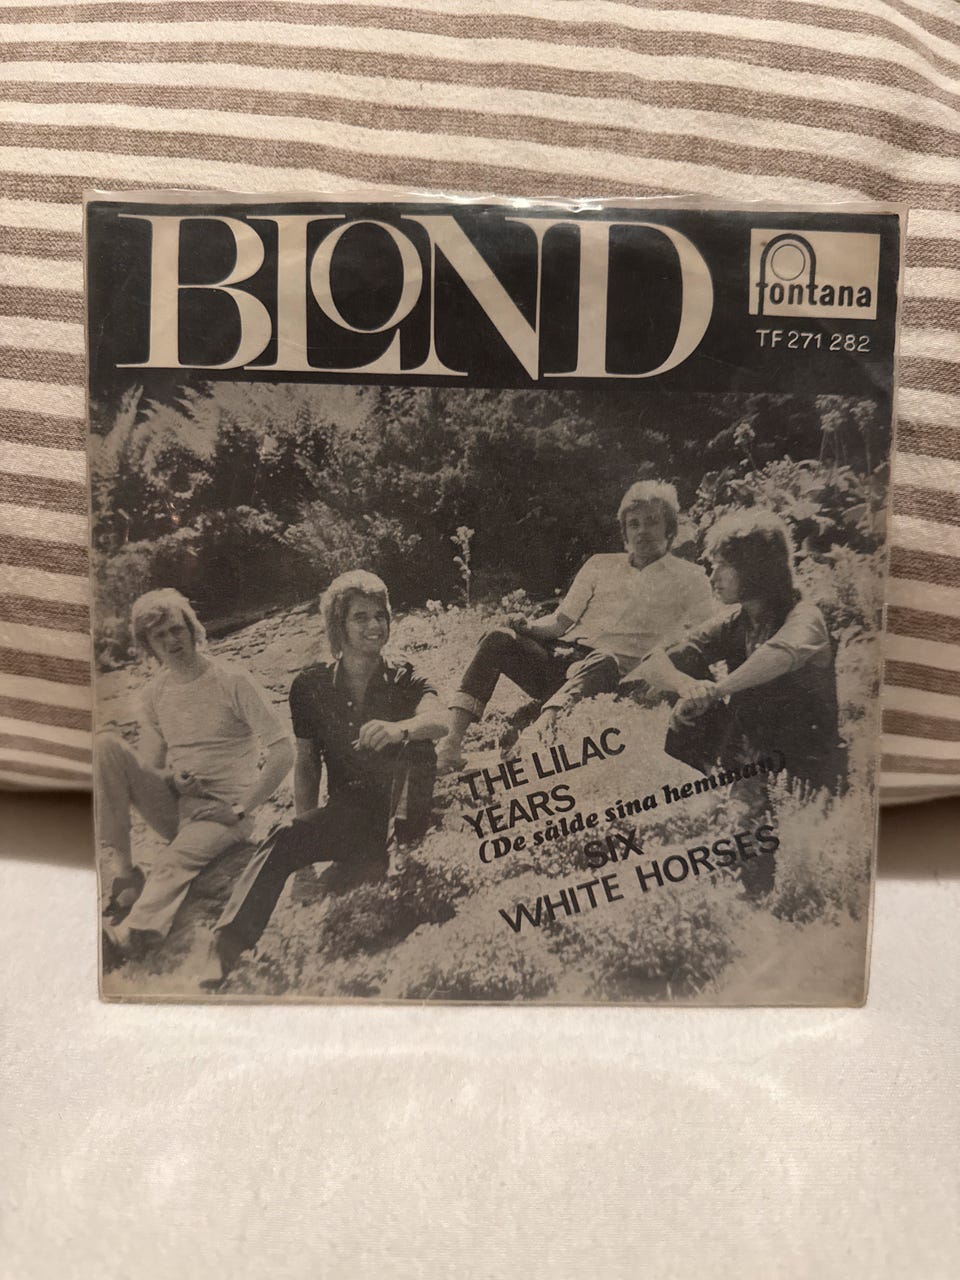 BLOND
fontana
TF 271 282
THE LILAC
YEARS
(De sålde sina hemman)
SIX
WHITE HORSES